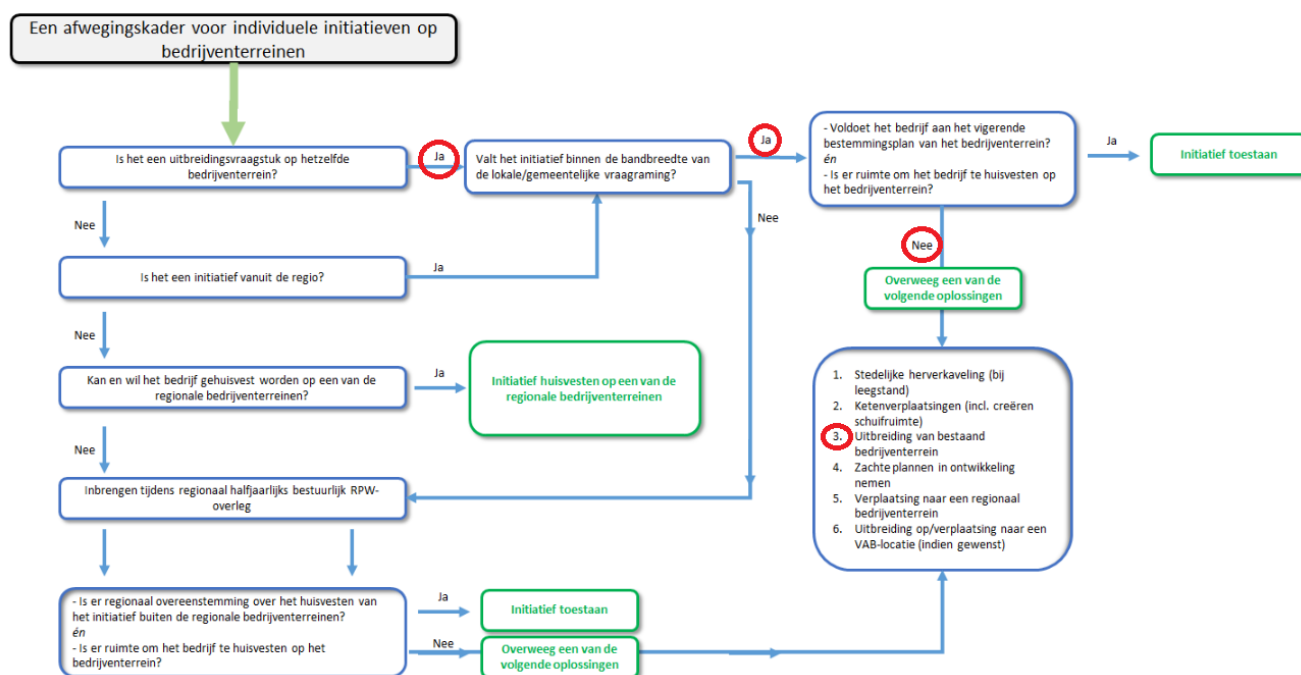 Een afwegingskader voor individuele initiatieven op
bedrijventerreinen
Is het een uitbreidingsvraagstuk op hetzelfde
bedrijventerrein?
Ja
Valt het initiatief binnen de bandbreedte van
de lokale/gemeentelijke vraagraming?
Ja
- Voldoet het bedrijf aan het vigerende
bestemmingsplan van het bedrijventerrein?
én
- Is er ruimte om het bedrijf te huisvesten op
het bedrijventerrein?
Ja
Initiatief toestaan
Nee
Nee
Nee
Is het een initiatief vanuit de regio?
Ja
Overweeg een van de
volgende oplossingen
Nee
Kan en wil het bedrijf gehuisvest worden op een van de
regionale bedrijventerreinen?
Ja
Initiatief huisvesten op een van de
regionale bedrijventerreinen
1. Stedelijke herverkaveling (bij
leegstand)
2. Ketenverplaatsingen (incl. creëren
schuifruimte)
3. Uitbreiding van bestaand
bedrijventerrein
4. Zachte plannen in ontwikkeling
nemen
5. Verplaatsing naar een regionaal
bedrijventerrein
6. Uitbreiding op/verplaatsing naar een
VAB-locatie (indien gewenst)
Nee
Inbrengen tijdens regionaal halfjaarlijks bestuurlijk RPW-
overleg
- Is er regionaal overeenstemming over het huisvesten van
het initiatief buiten de regionale bedrijventerreinen?
én
- Is er ruimte om het bedrijf te huisvesten op het
bedrijventerrein?
Ja
Initiatief toestaan
Nee
Overweeg een van de
volgende oplossingen